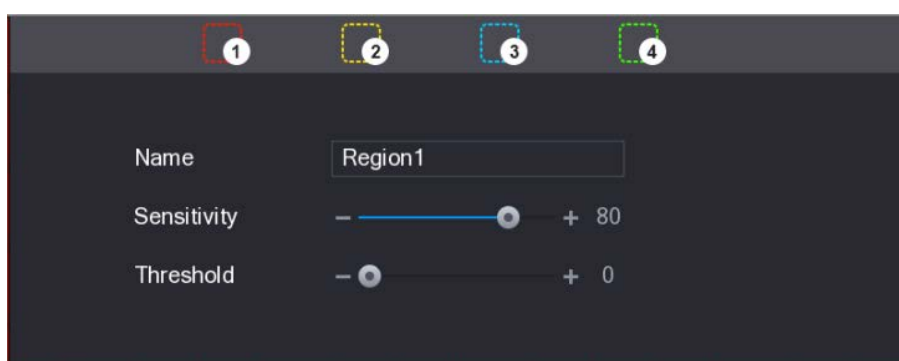 1 2 3 4
Name Region1
Sensitivity − + 80
Threshold − + 0